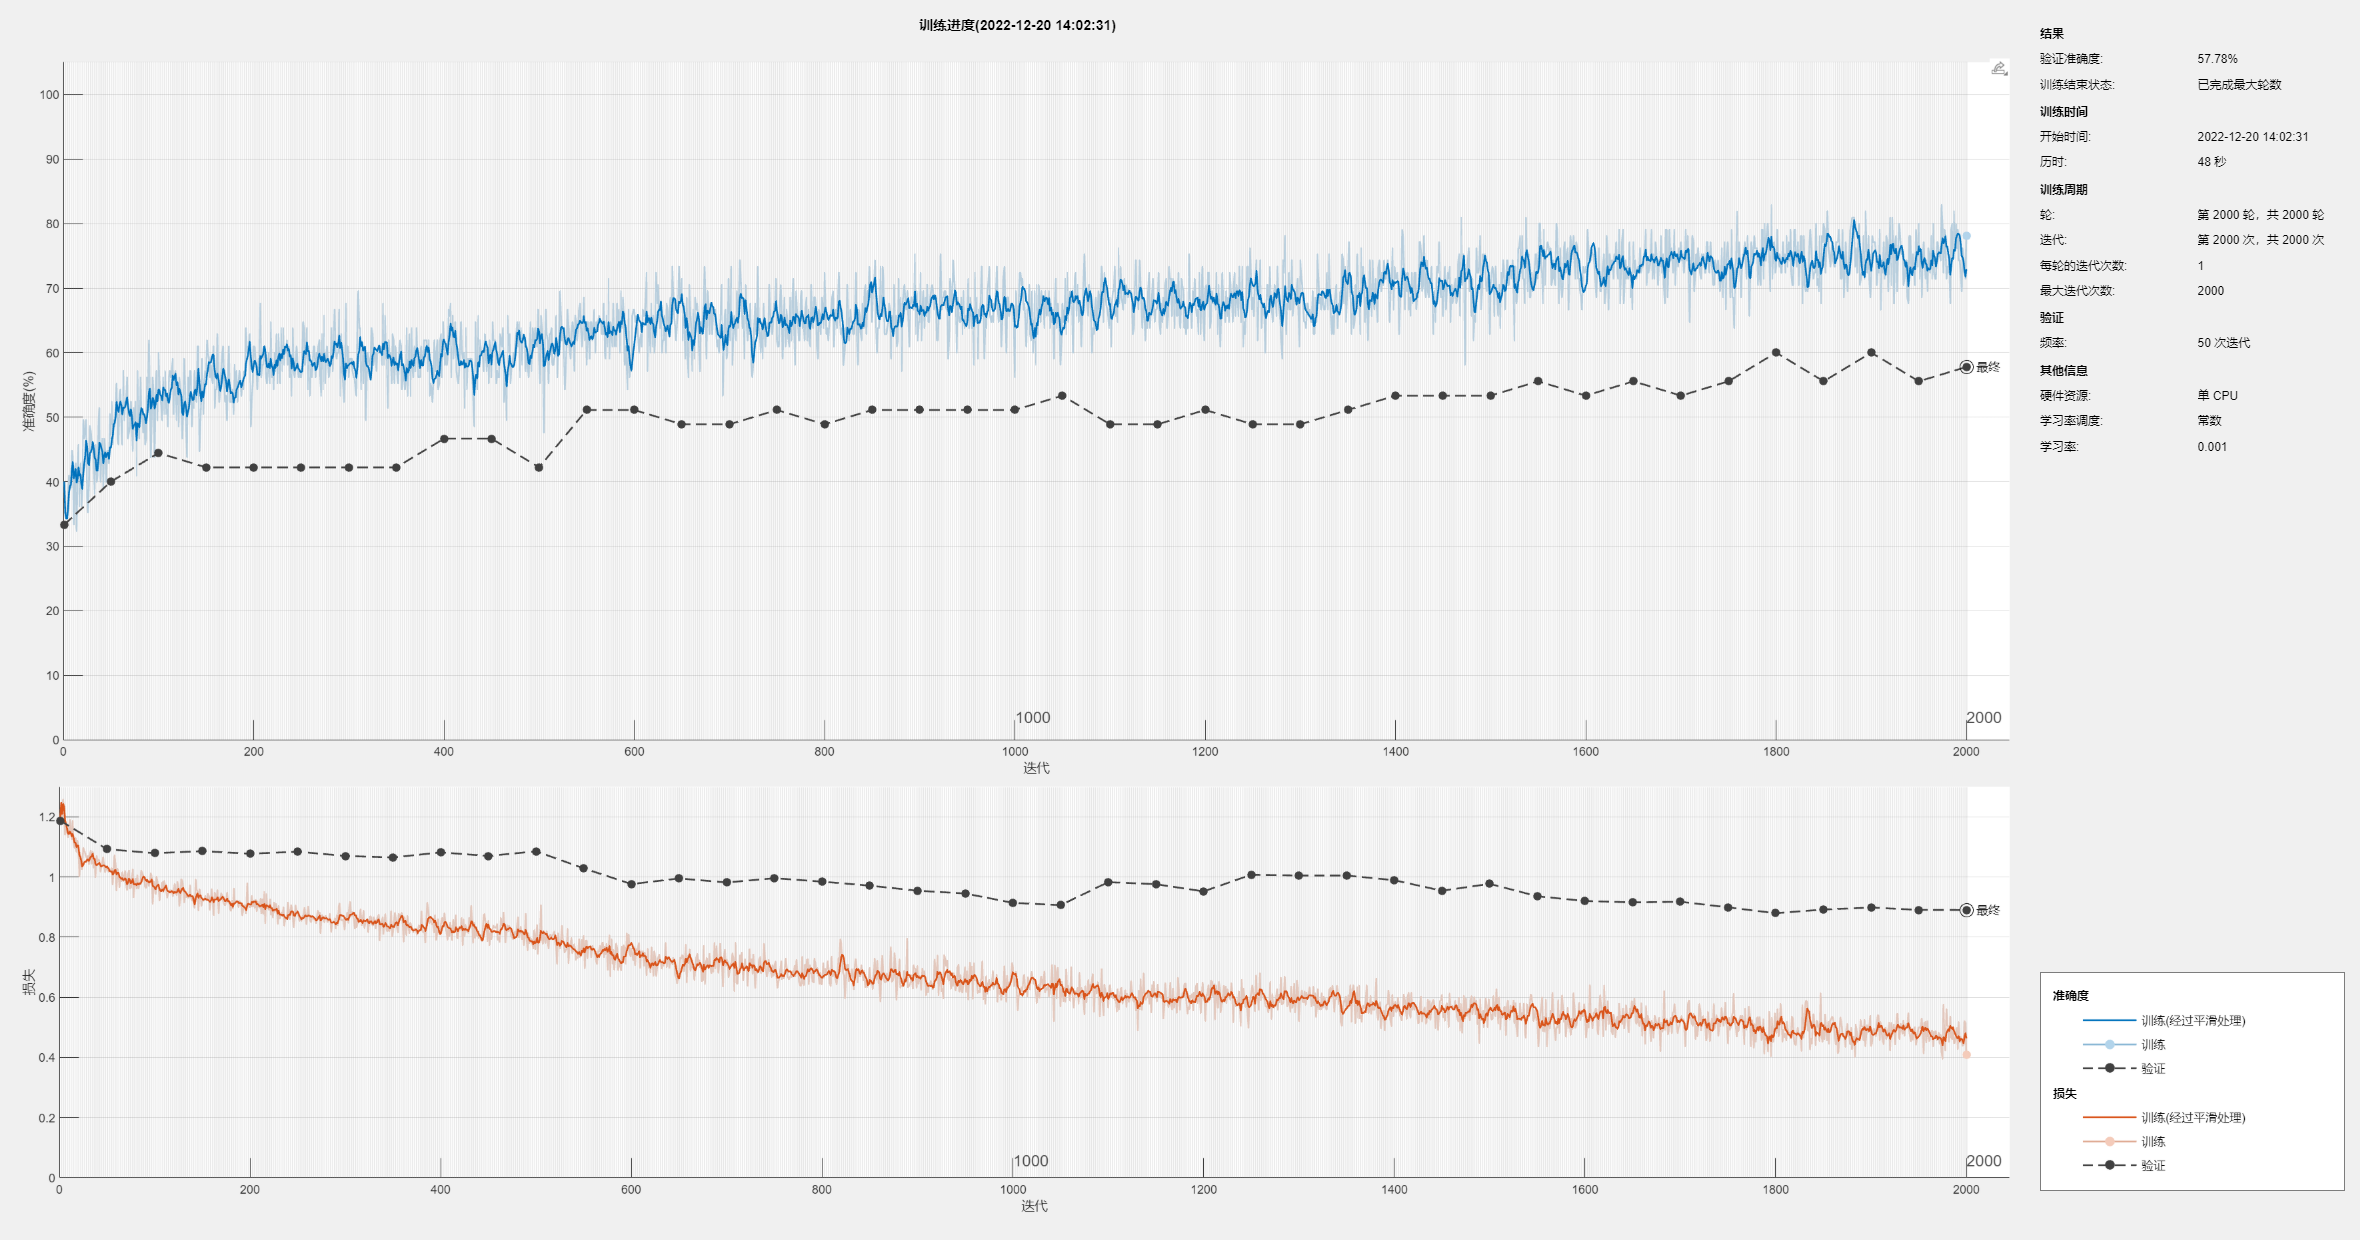 训练进度(2022-12-20 14:02:31)
100
90
80
70
60
50
40
30
20
10
0
准确度(%)
最终
1000
2000
0 200 400 600 800 1000 1200 1400 1600 1800 2000
迭代
1.2
1
0.8
0.6
0.4
0.2
0
损失
最终
1000
2000
0 200 400 600 800 1000 1200 1400 1600 1800 2000
迭代
结果
验证准确度: 57.78%
训练结束状态: 已完成最大轮数
训练时间
开始时间: 2022-12-20 14:02:31
历时: 48 秒
训练周期
轮: 第 2000 轮，共 2000 轮
迭代: 第 2000 次，共 2000 次
每轮的迭代次数: 1
最大迭代次数: 2000
验证
频率: 50 次迭代
其他信息
硬件资源: 单 CPU
学习率调度: 常数
学习率: 0.001
准确度
训练(经过平滑处理)
训练
验证
损失
训练(经过平滑处理)
训练
验证